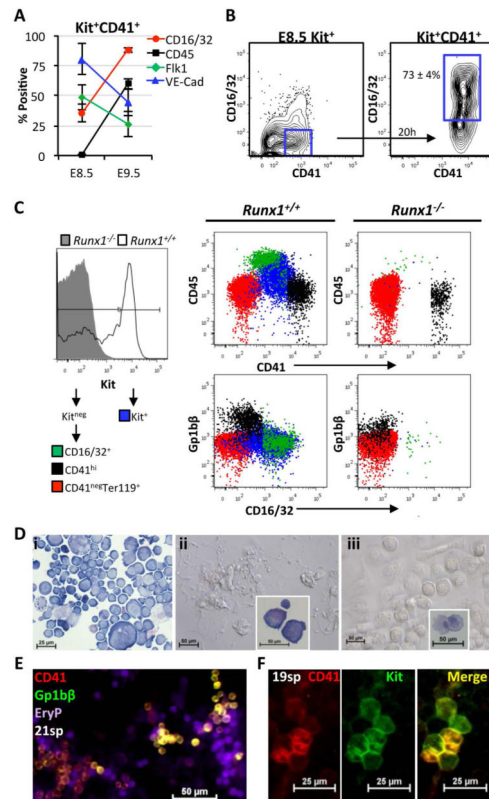 A
Kit+CD41+
% Positive
100
75
50
25
0
E8.5 E9.5
CD16/32
CD45
Flk1
VE-Cad
B
E8.5 Kit+
CD16/32
CD41
20h
Kit+CD41+
CD16/32
73 ± 4%
CD41
C
Runx1-/- Runx1+/+
Kit
Kitneg
Kit+
CD16/32+
CD41hi
CD41negTer119+
Runx1+/+ Runx1-/-
CD45
CD41
Gp1bβ
CD16/32
D
i
25 µm
ii
50 µm
iii
50 µm
E
CD41
Gp1bβ
EryP
21sp
50 µm
F
19sp CD41
25 µm
Kit
25 µm
Merge
25 µm